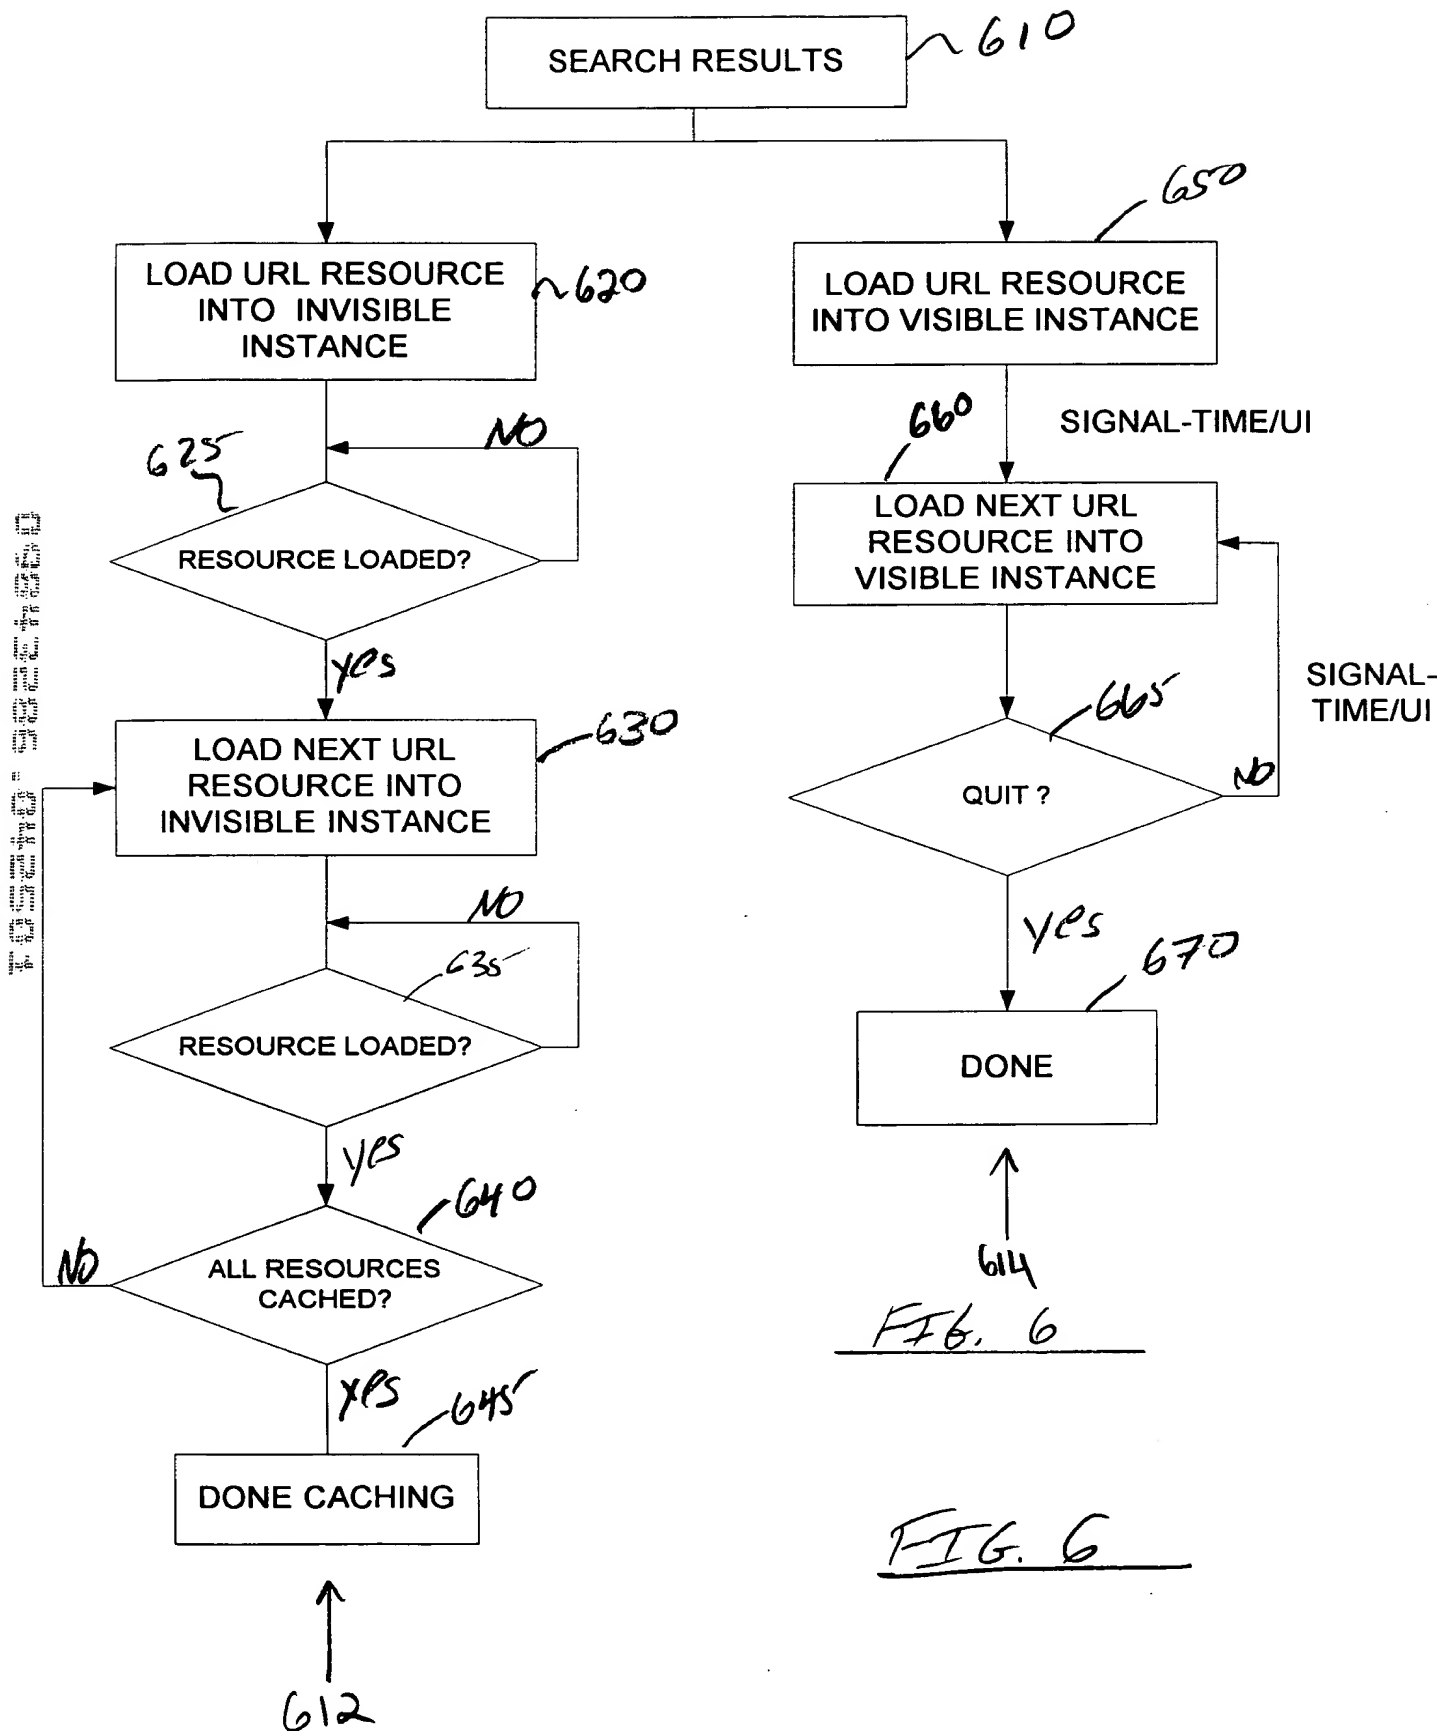 SEARCH RESULTS
610
LOAD URL RESOURCE
INTO INVISIBLE
INSTANCE
620
NO
625
RESOURCE LOADED?
yes
LOAD NEXT URL
RESOURCE INTO
INVISIBLE INSTANCE
630
NO
635
RESOURCE LOADED?
yes
640
ALL RESOURCES
CACHED?
NO
yes
645
DONE CACHING
612
650
LOAD URL RESOURCE
INTO VISIBLE INSTANCE
SIGNAL-TIME/UI
660
LOAD NEXT URL
RESOURCE INTO
VISIBLE INSTANCE
SIGNAL-
TIME/UI
665
QUIT ?
NO
yes
670
DONE
614
FIG. 6
FIG. 6